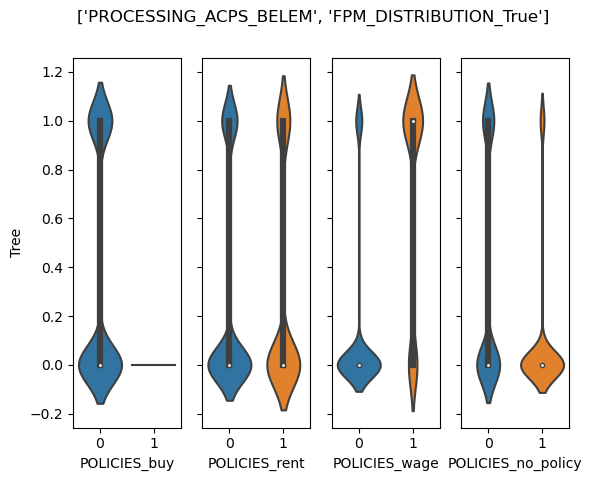 ['PROCESSING_ACPS_BELEM', 'FPM_DISTRIBUTION_True']
Tree
1.2
1.0
0.8
0.6
0.4
0.2
0.0
−0.2
0 1
POLICIES_buy
0 1
POLICIES_rent
0 1
POLICIES_wage
0 1
POLICIES_no_policy